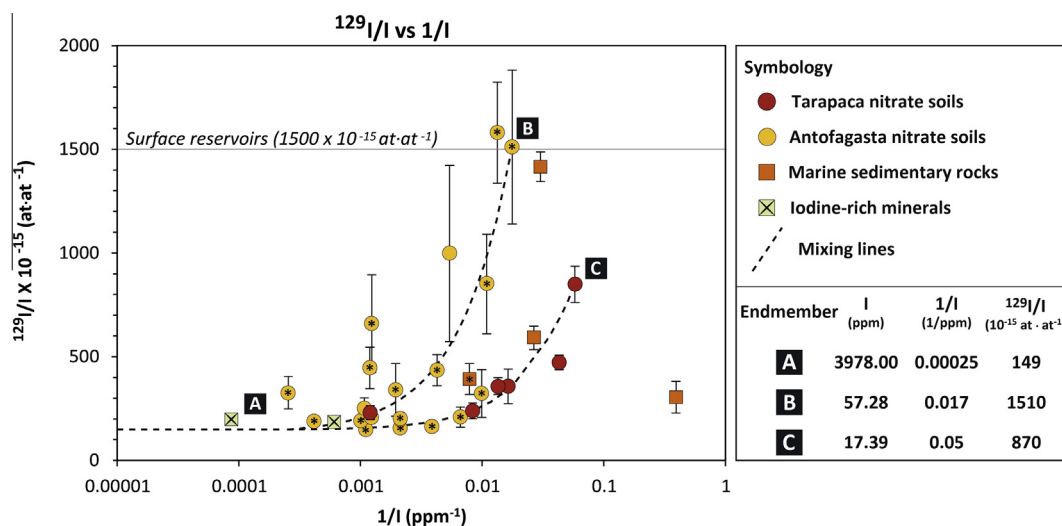 129I/I vs 1/I
129I/I X 10 -15 (at·at -1)
2000
1500
1000
500
0
Surface reservoirs (1500 x 10 -15 at·at -1)
A
B
C
0.00001
0.0001
0.001
0.01
0.1
1
1/I (ppm-1)
Symbology
Tarapaca nitrate soils
Antofagasta nitrate soils
Marine sedimentary rocks
Iodine-rich minerals
Mixing lines
Endmember I 1/I 129I/I
(ppm) (1/ppm) (10-15 at · at-1)
A 3978.00 0.00025 149
B 57.28 0.017 1510
C 17.39 0.05 870